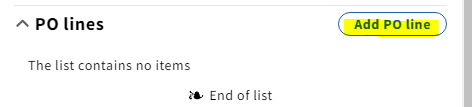 PO lines
Add PO line
The list contains no items
End of list